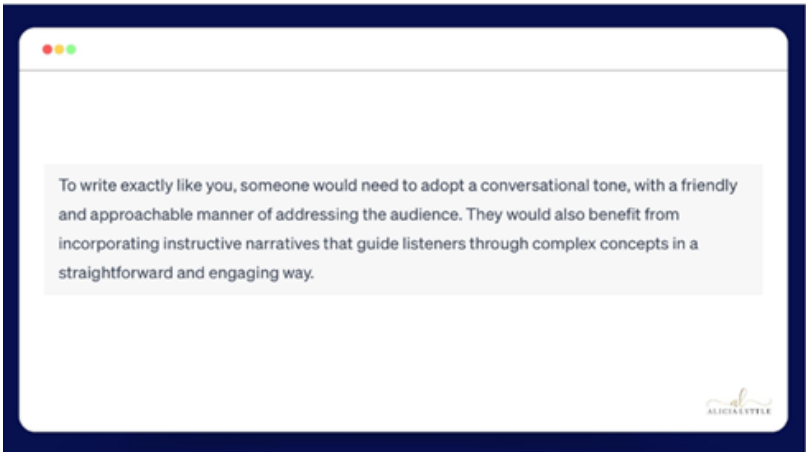 To write exactly like you, someone would need to adopt a conversational tone, with a friendly
and approachable manner of addressing the audience. They would also benefit from
incorporating instructive narratives that guide listeners through complex concepts in a
straightforward and engaging way.
al
ALICIA LYTTLE